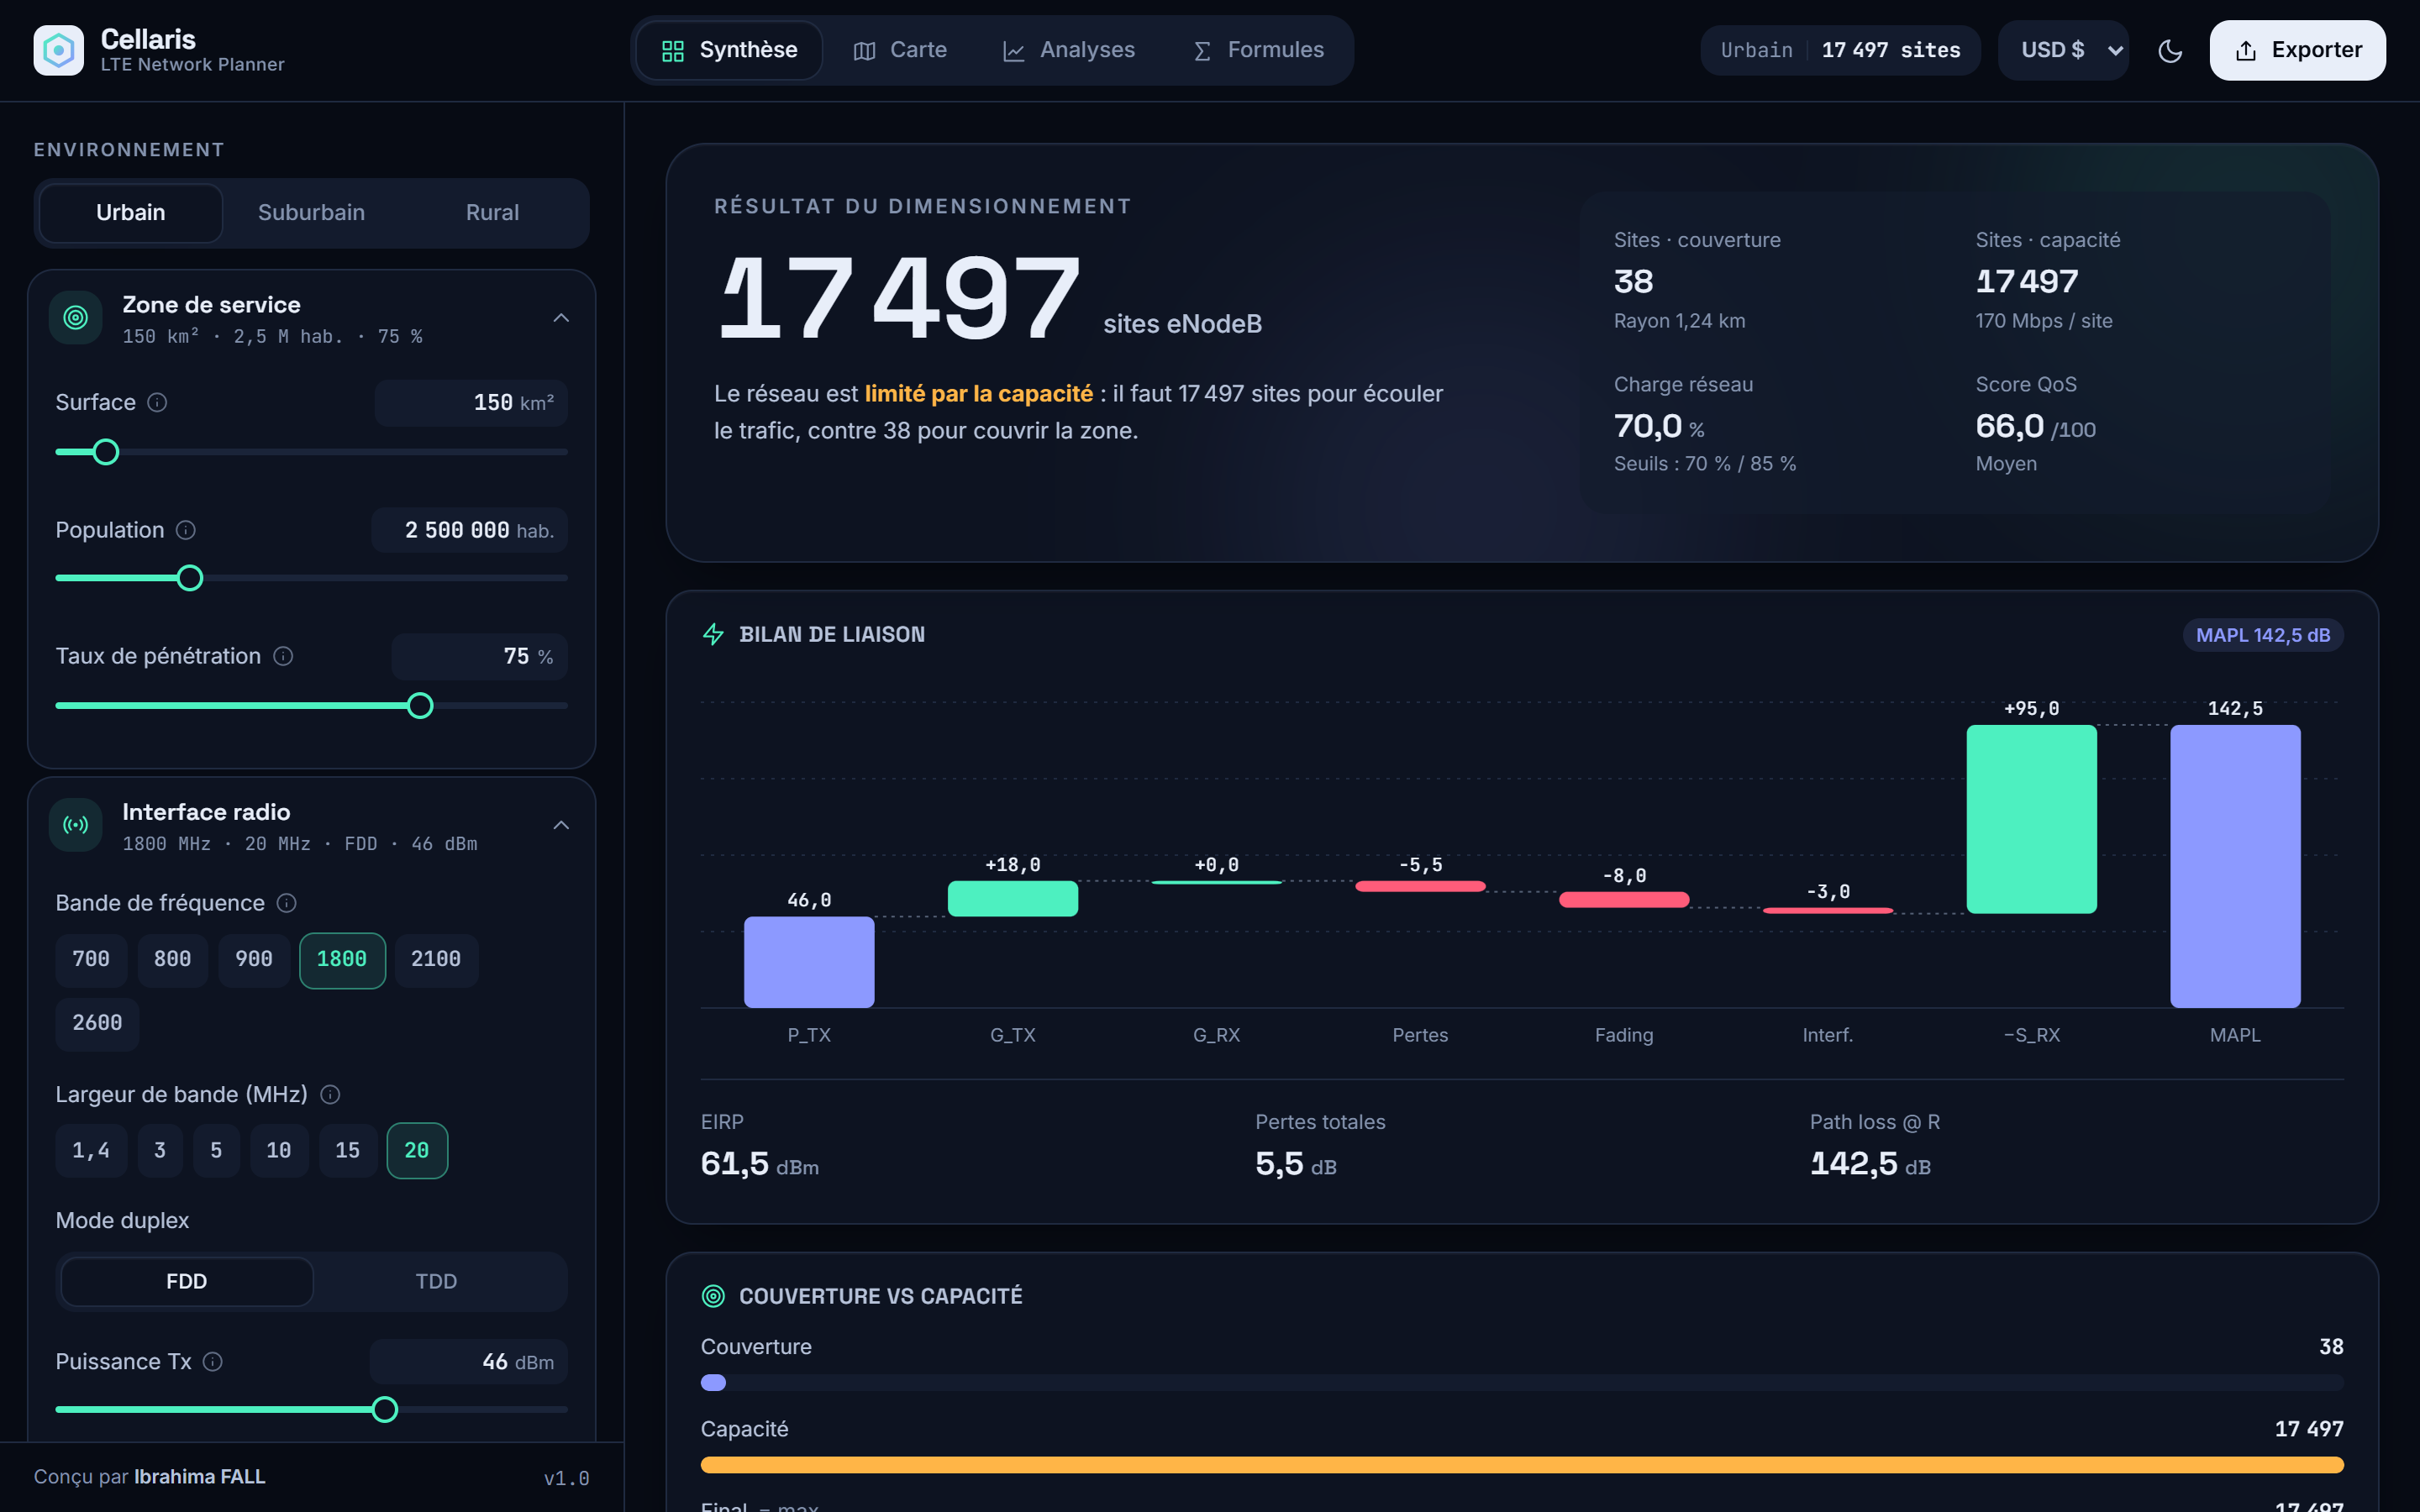 Cellaris
LTE Network Planner
Synthèse
Carte
Analyses
Formules
Urbain
17 497 sites
USD $
Exporter
ENVIRONNEMENT
Urbain
Suburbain
Rural
Zone de service
150 km² · 2,5 M hab. · 75 %
Surface
150 km²
Population
2 500 000 hab.
Taux de pénétration
75 %
Interface radio
1800 MHz · 20 MHz · FDD · 46 dBm
Bande de fréquence
700 800 900 1800 2100
2600
Largeur de bande (MHz)
1,4 3 5 10 15 20
Mode duplex
FDD TDD
Puissance Tx
46 dBm
Conçu par Ibrahima FALL
v1.0
RÉSULTAT DU DIMENSIONNEMENT
17 497 sites eNodeB
Le réseau est limité par la capacité : il faut 17 497 sites pour écouler
le trafic, contre 38 pour couvrir la zone.
Sites · couverture
38
Rayon 1,24 km
Sites · capacité
17 497
170 Mbps / site
Charge réseau
70,0 %
Seuils : 70 % / 85 %
Score QoS
66,0 /100
Moyen
BILAN DE LIAISON
MAPL 142,5 dB
46,0 +18,0 +0,0 -5,5 -8,0 -3,0 +95,0 142,5
P_TX G_TX G_RX Pertes Fading Interf. −S_RX MAPL
EIRP
61,5 dBm
Pertes totales
5,5 dB
Path loss @ R
142,5 dB
COUVERTURE VS CAPACITÉ
Couverture
38
Capacité
17 497
Final = max
17 497